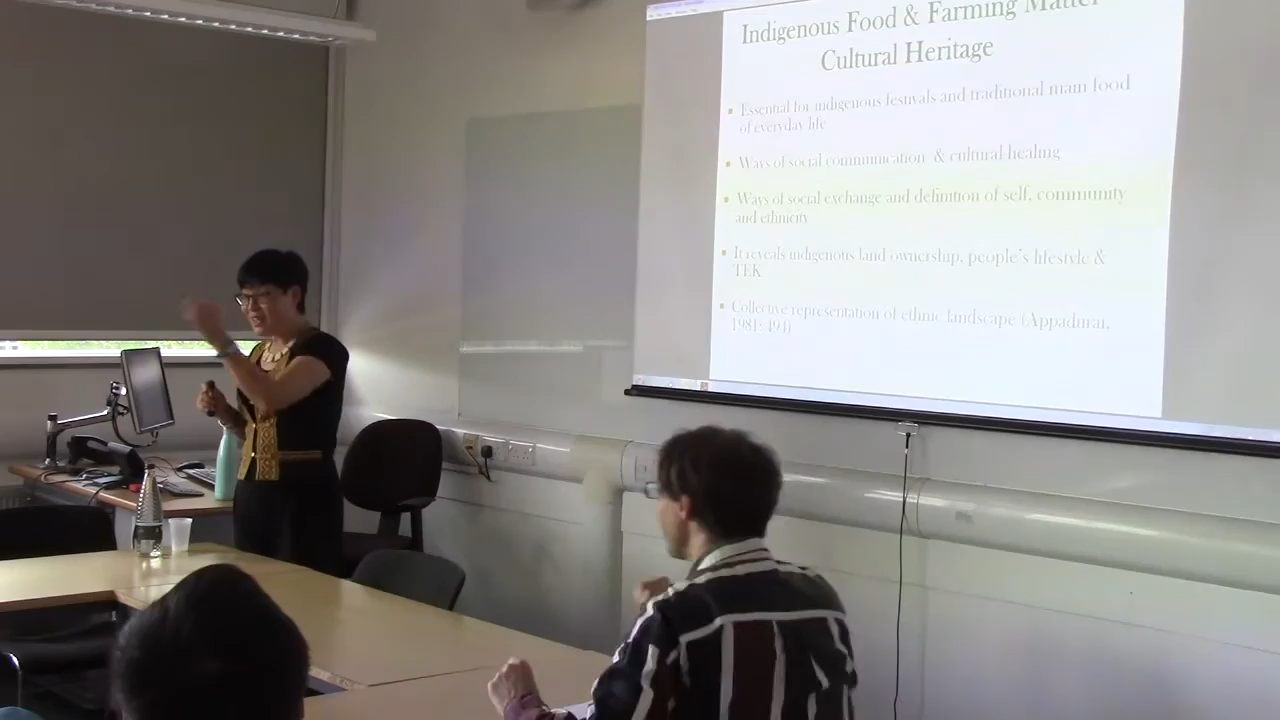 Indigenous Food & Farming Matter
Cultural Heritage
Essential for indigenous festivals and traditional main food
of everyday life
Ways of social communication & cultural healing
Ways of social exchange and definition of self, community
and ethnicity
It reveals indigenous land ownership, people's lifestyle &
TEK
Collective representation of ethnic landscape (Appadurai,
1981: 494)